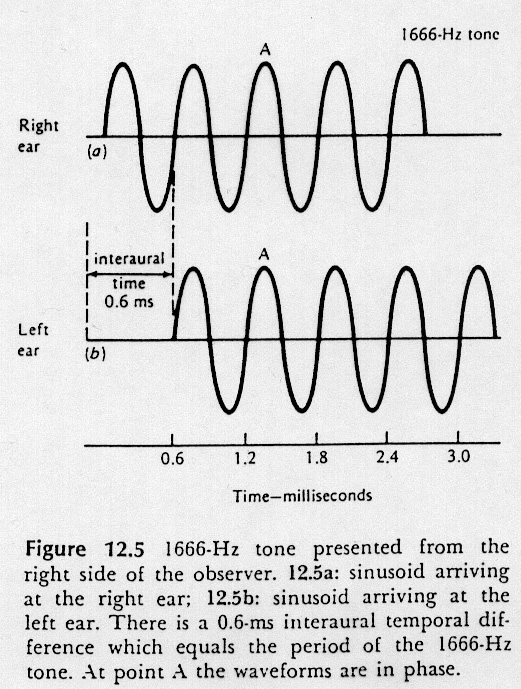 1666-Hz tone
A
Right
ear
(a)
A
interaural
time
0.6 ms
Left
ear
(b)
0.6 1.2 1.8 2.4 3.0
Time—milliseconds
Figure 12.5 1666-Hz tone presented from the
right side of the observer. 12.5a: sinusoid arriving
at the right ear; 12.5b: sinusoid arriving at the
left ear. There is a 0.6-ms interaural temporal dif-
ference which equals the period of the 1666-Hz
tone. At point A the waveforms are in phase.